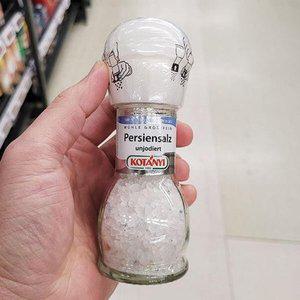 MÜHLE GROB FEIN
Persiensalz
unjodiert
KOTÁNYI